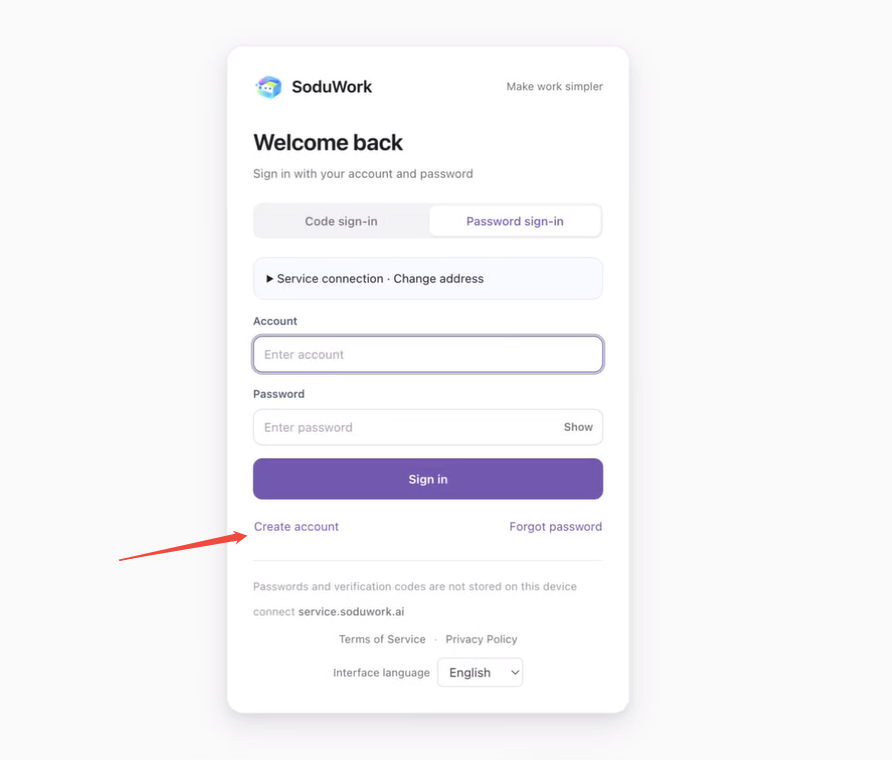 SoduWork
Make work simpler
Welcome back
Sign in with your account and password
Code sign-in
Password sign-in
Service connection · Change address
Account
Enter account
Password
Enter password
Show
Sign in
Create account
Forgot password
Passwords and verification codes are not stored on this device
connect service.soduwork.ai
Terms of Service · Privacy Policy
Interface language English